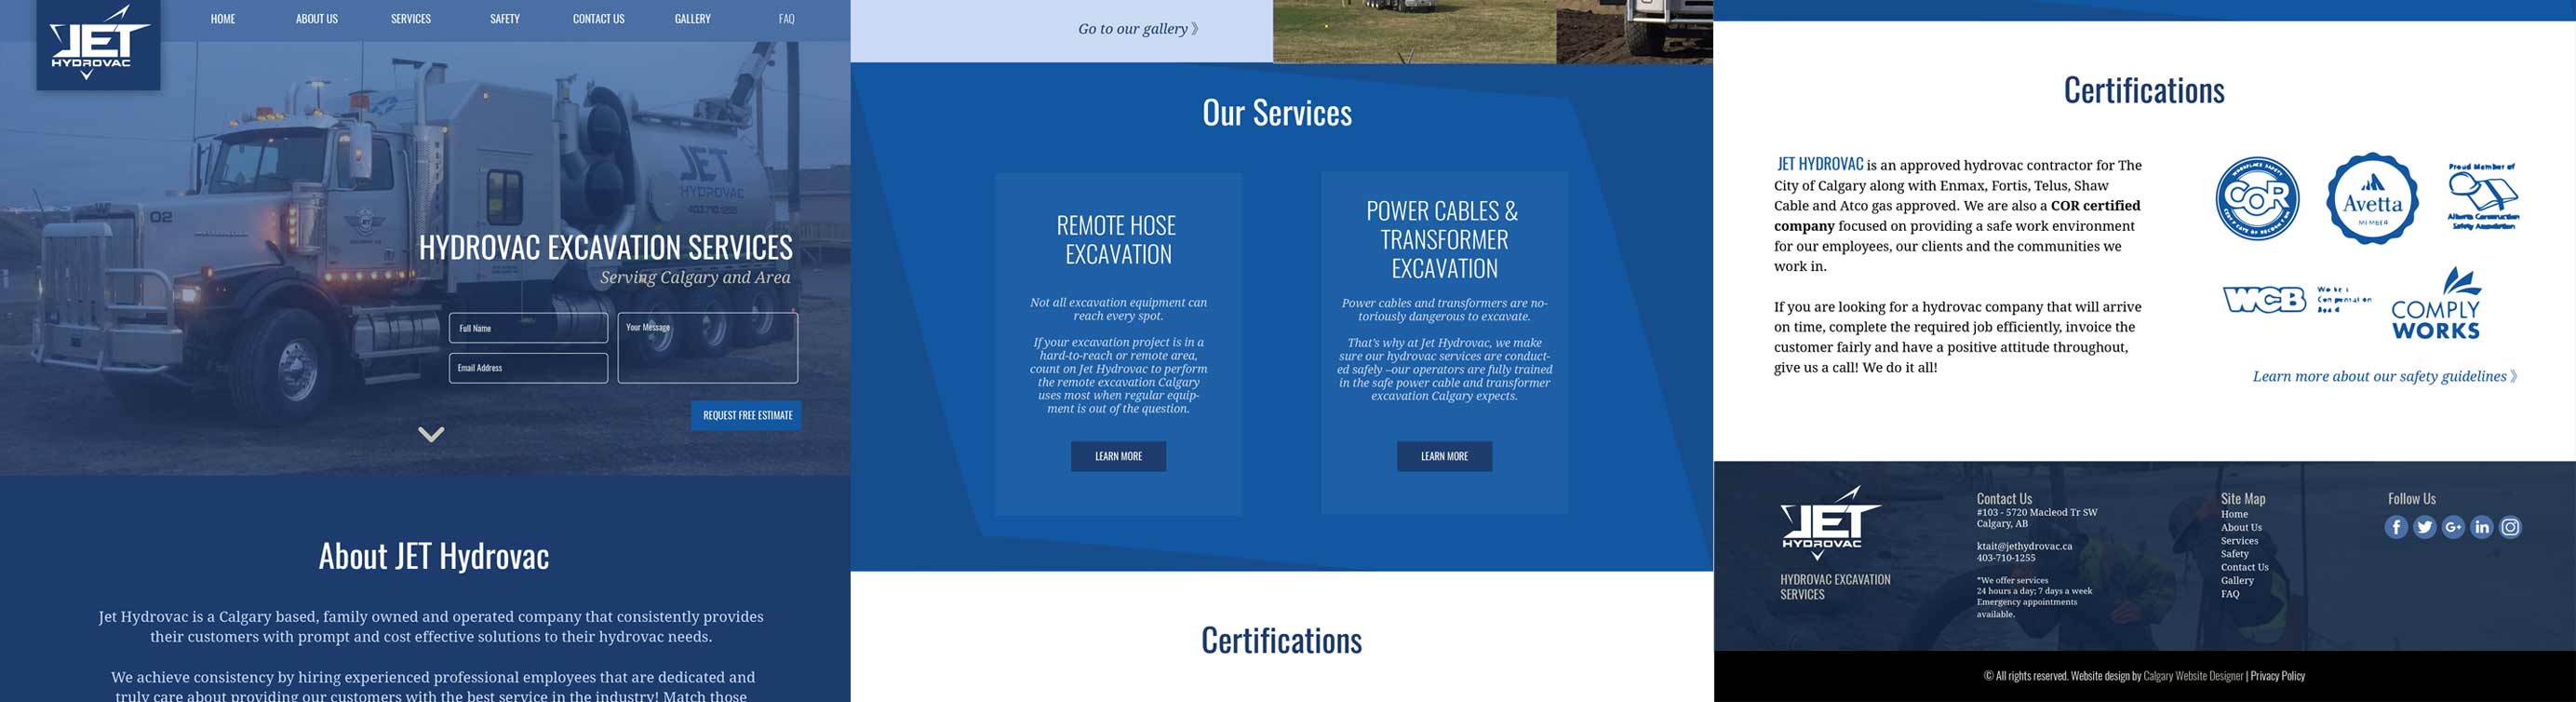 JET
HYDROVAC
HOME
ABOUT US
SERVICES
SAFETY
CONTACT US
GALLERY
FAQ
02
JET
HYDROVAC
403.710.1255
HYDROVAC EXCAVATION SERVICES
Serving Calgary and Area
Full Name
Your Message
Email Address
REQUEST FREE ESTIMATE
About JET Hydrovac
Jet Hydrovac is a Calgary based, family owned and operated company that consistently provides
their customers with prompt and cost effective solutions to their hydrovac needs.
We achieve consistency by hiring experienced professional employees that are dedicated and
truly care about providing our customers with the best service in the industry! Match those
Go to our gallery 》
Our Services
REMOTE HOSE
EXCAVATION
Not all excavation equipment can
reach every spot.
If your excavation project is in a
hard-to-reach or remote area,
count on Jet Hydrovac to perform
the remote excavation Calgary
uses most when regular equip-
ment is out of the question.
LEARN MORE
POWER CABLES &
TRANSFORMER
EXCAVATION
Power cables and transformers are no-
toriously dangerous to excavate.
That's why at Jet Hydrovac, we make
sure our hydrovac services are conduct-
ed safely –our operators are fully trained
in the safe power cable and transformer
excavation Calgary expects.
LEARN MORE
Certifications
Certifications
JET HYDROVAC is an approved hydrovac contractor for The
City of Calgary along with Enmax, Fortis, Telus, Shaw
Cable and Atco gas approved. We are also a COR certified
company focused on providing a safe work environment
for our employees, our clients and the communities we
work in.
If you are looking for a hydrovac company that will arrive
on time, complete the required job efficiently, invoice the
customer fairly and have a positive attitude throughout,
give us a call! We do it all!
COR
Avetta
MEMBER
Proud Member of
Alberta Construction
Safety Association
WCB
COMPLY
WORKS
Learn more about our safety guidelines 》
JET
HYDROVAC
HYDROVAC EXCAVATION
SERVICES
Contact Us
#103 - 5720 Macleod Tr SW
Calgary, AB
ktait@jethydrovac.ca
403-710-1255
*We offer services
24 hours a day; 7 days a week
Emergency appointments
available.
Site Map
Home
About Us
Services
Safety
Contact Us
Gallery
FAQ
Follow Us
© All rights reserved. Website design by Calgary Website Designer | Privacy Policy